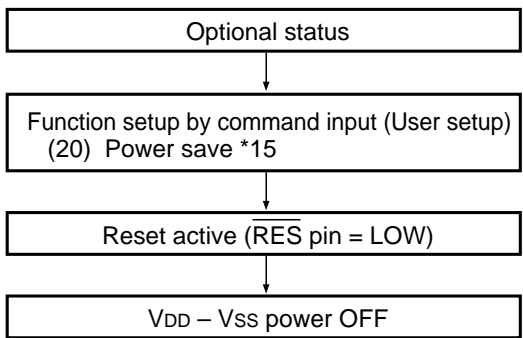 Optional status
Function setup by command input (User setup)
(20) Power save *15
Reset active (R̅E̅S̅ pin = LOW)
VDD – VSS power OFF